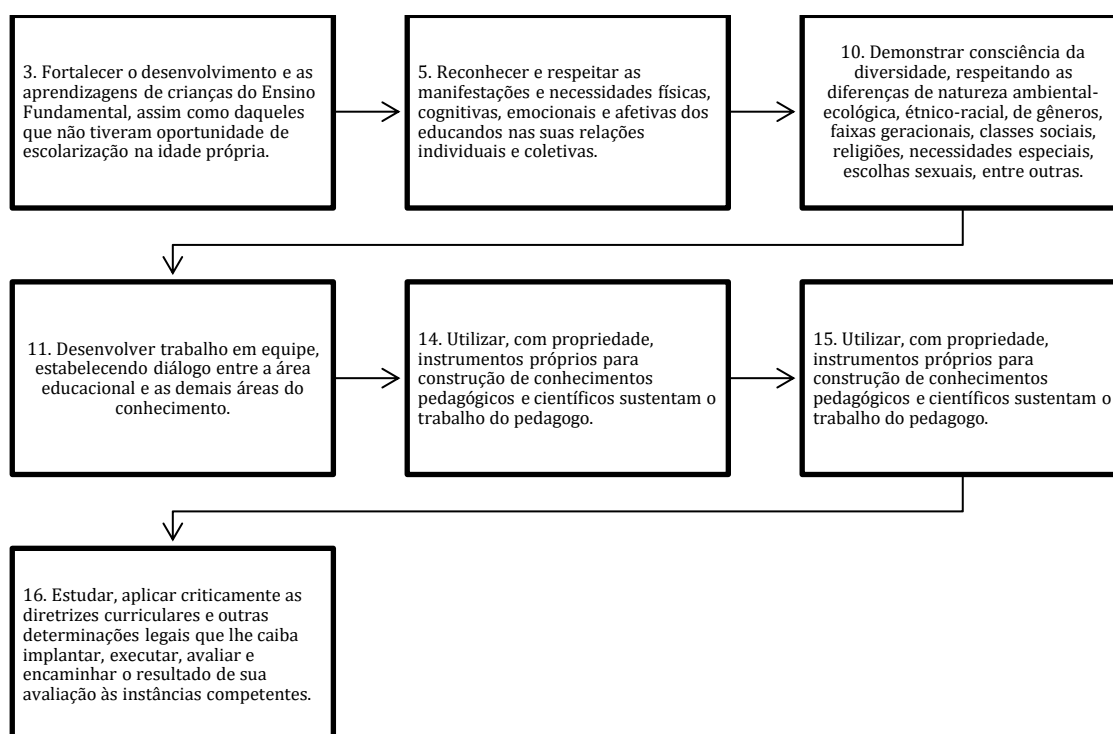 3. Fortalecer o desenvolvimento e as
aprendizagens de crianças do Ensino
Fundamental, assim como daqueles
que não tiveram oportunidade de
escolarização na idade própria.
5. Reconhecer e respeitar as
manifestações e necessidades físicas,
cognitivas, emocionais e afetivas dos
educandos nas suas relações
individuais e coletivas.
10. Demonstrar consciência da
diversidade, respeitando as
diferenças de natureza ambiental-
ecológica, étnico-racial, de gêneros,
faixas geracionais, classes sociais,
religiões, necessidades especiais,
escolhas sexuais, entre outras.
11. Desenvolver trabalho em equipe,
estabelecendo diálogo entre a área
educacional e as demais áreas do
conhecimento.
14. Utilizar, com propriedade,
instrumentos próprios para
construção de conhecimentos
pedagógicos e científicos sustentam o
trabalho do pedagogo.
15. Utilizar, com propriedade,
instrumentos próprios para
construção de conhecimentos
pedagógicos e científicos sustentam o
trabalho do pedagogo.
16. Estudar, aplicar criticamente as
diretrizes curriculares e outras
determinações legais que lhe caiba
implantar, executar, avaliar e
encaminhar o resultado de sua
avaliação às instâncias competentes.